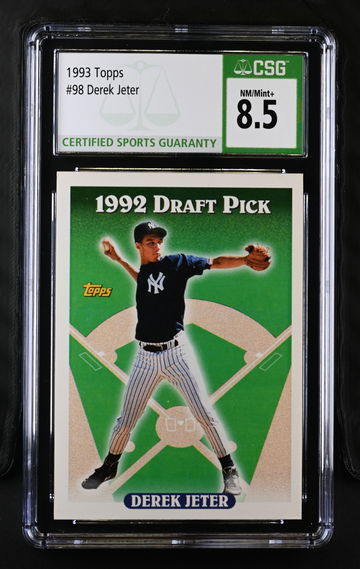 1993 Topps
#98 Derek Jeter
CERTIFIED SPORTS GUARANTY
CSG
NM/Mint+
8.5
1992 DRAFT PICK
NY
Topps
DEREK JETER